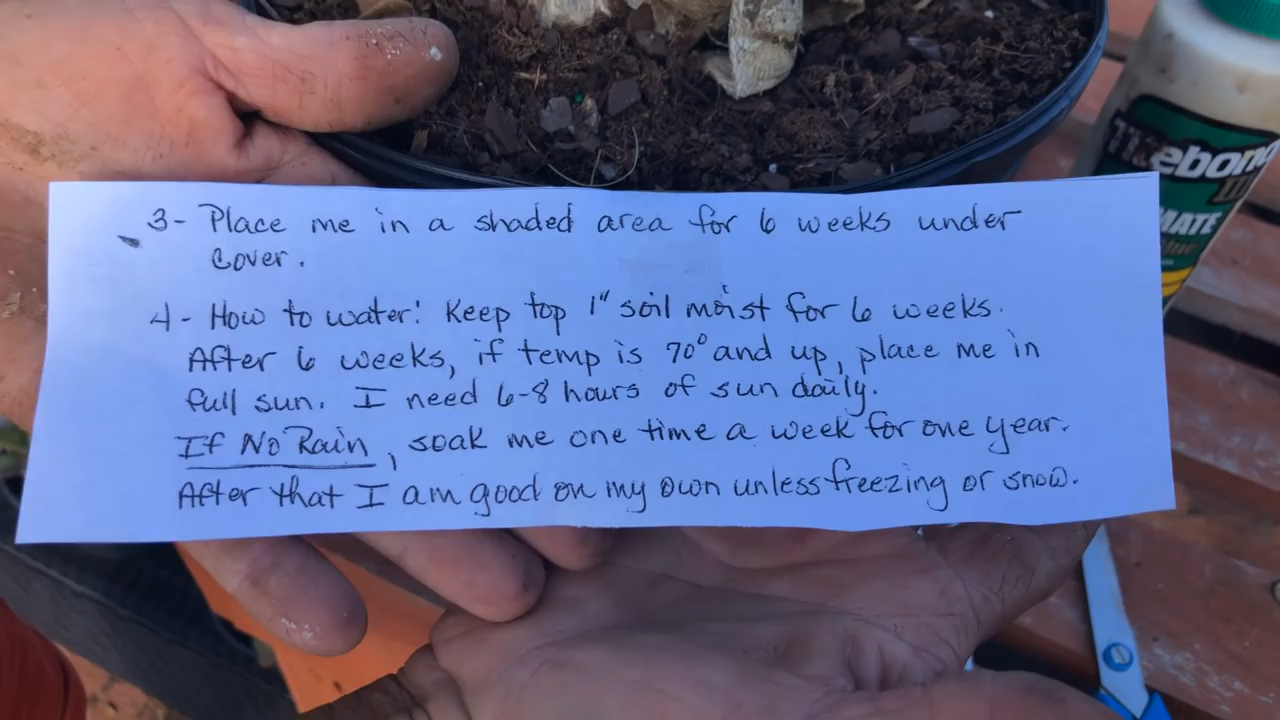 3- Place me in a shaded area for 6 weeks under
cover.
4- How to water: Keep top 1" soil moist for 6 weeks.
After 6 weeks, if temp is 70° and up, place me in
full sun. I need 6-8 hours of sun daily.
If No Rain, soak me one time a week for one year.
After that I am good on my own unless freezing or snow.
Titebond
III